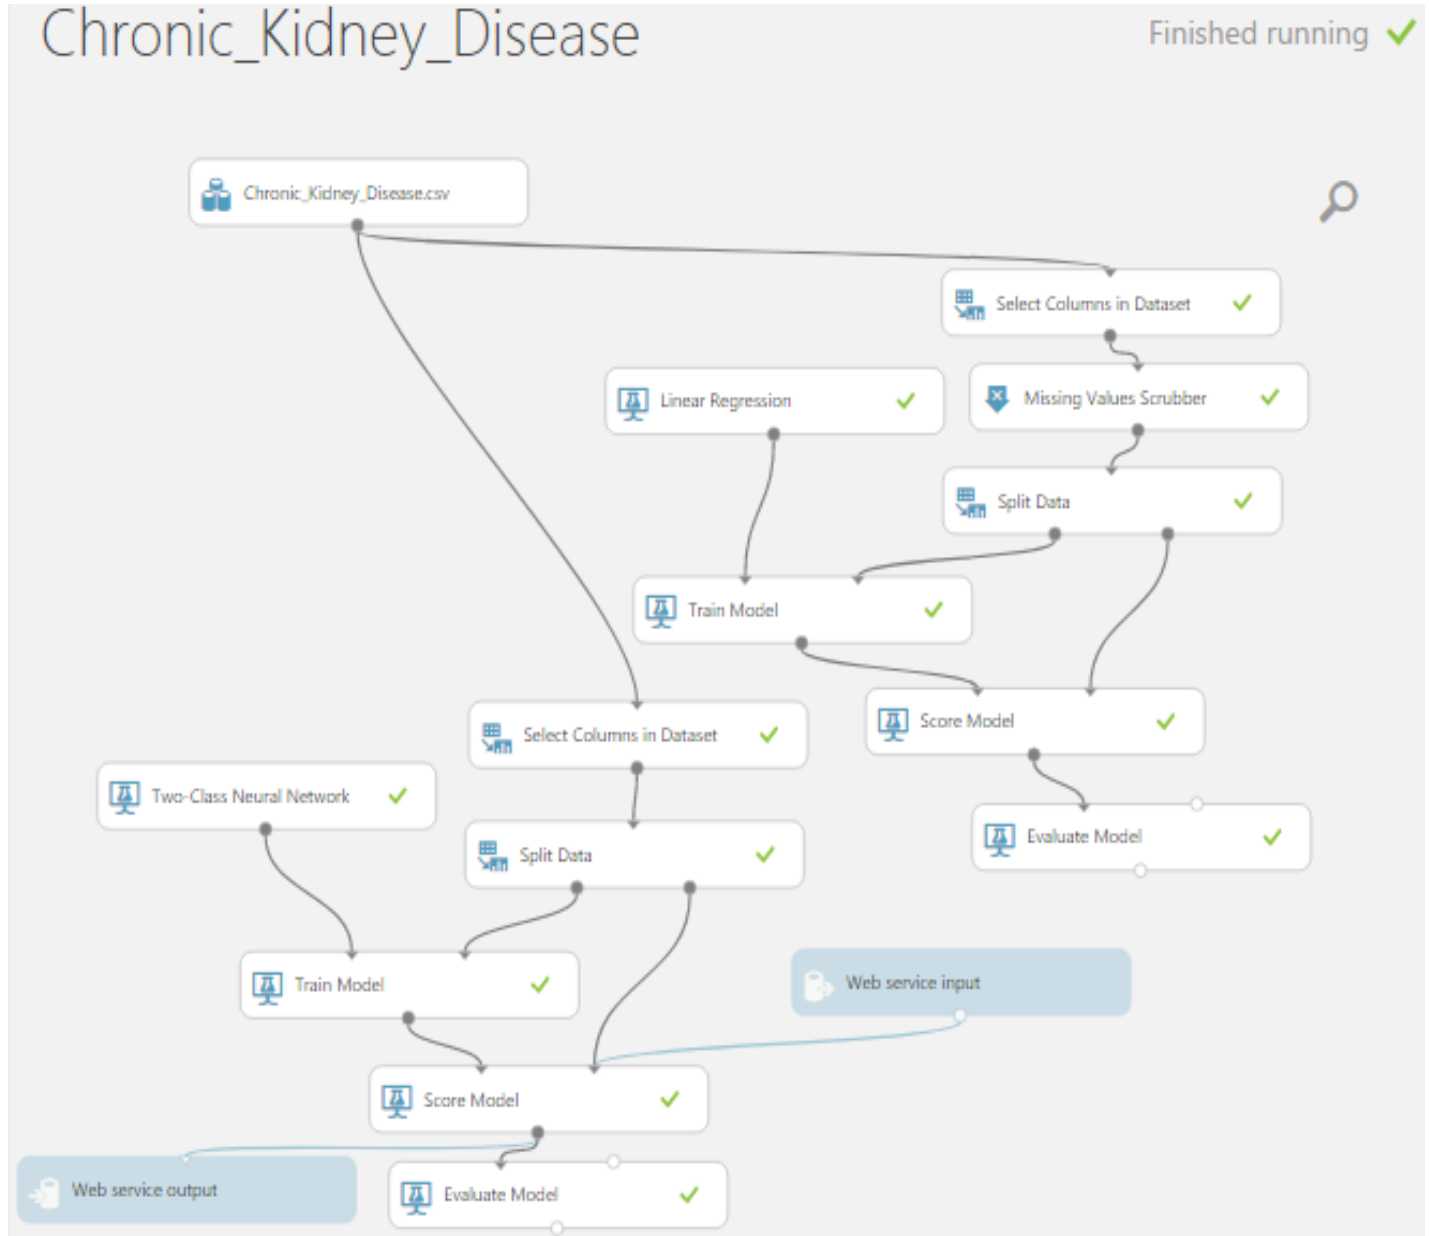 Chronic_Kidney_Disease
Finished running
Chronic_Kidney_Disease.csv
Select Columns in Dataset
Linear Regression
Missing Values Scrubber
Split Data
Train Model
Score Model
Select Columns in Dataset
Two-Class Neural Network
Evaluate Model
Split Data
Train Model
Web service input
Score Model
Web service output
Evaluate Model